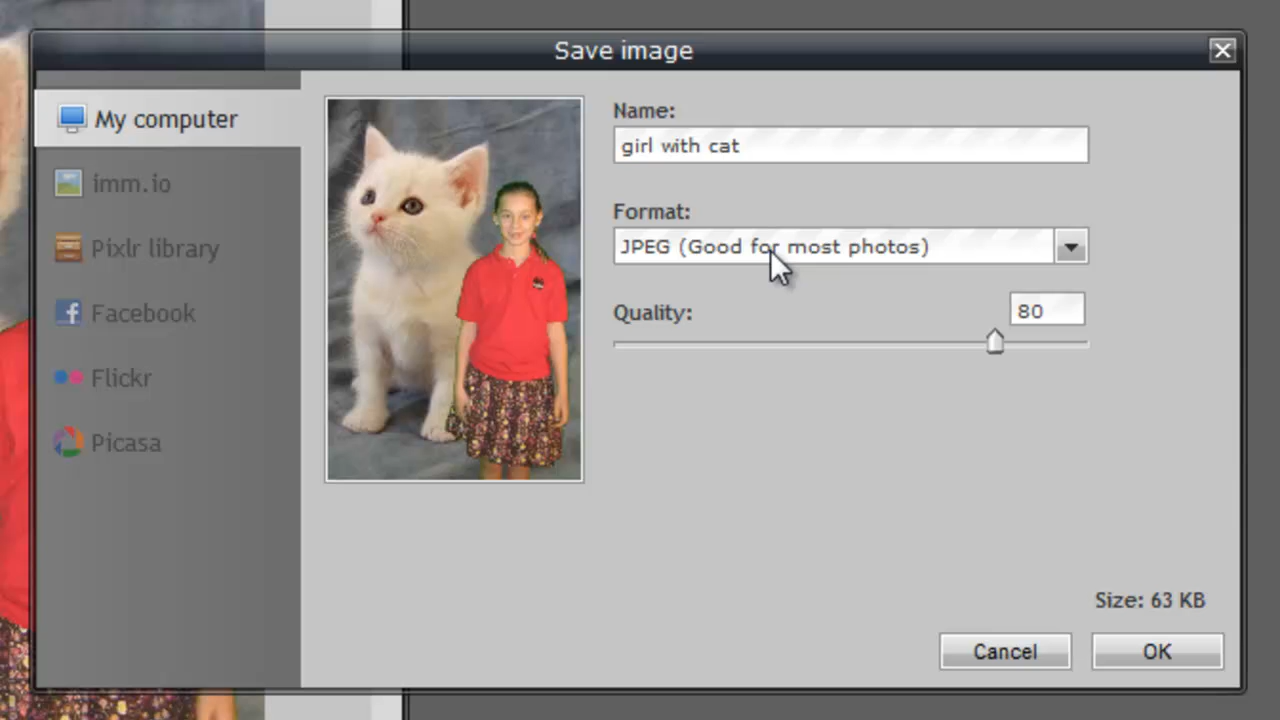 Save image
My computer
imm.io
Pixlr library
Facebook
Flickr
Picasa
Name:
girl with cat
Format:
JPEG (Good for most photos)
Quality:
80
Size: 63 KB
Cancel
OK